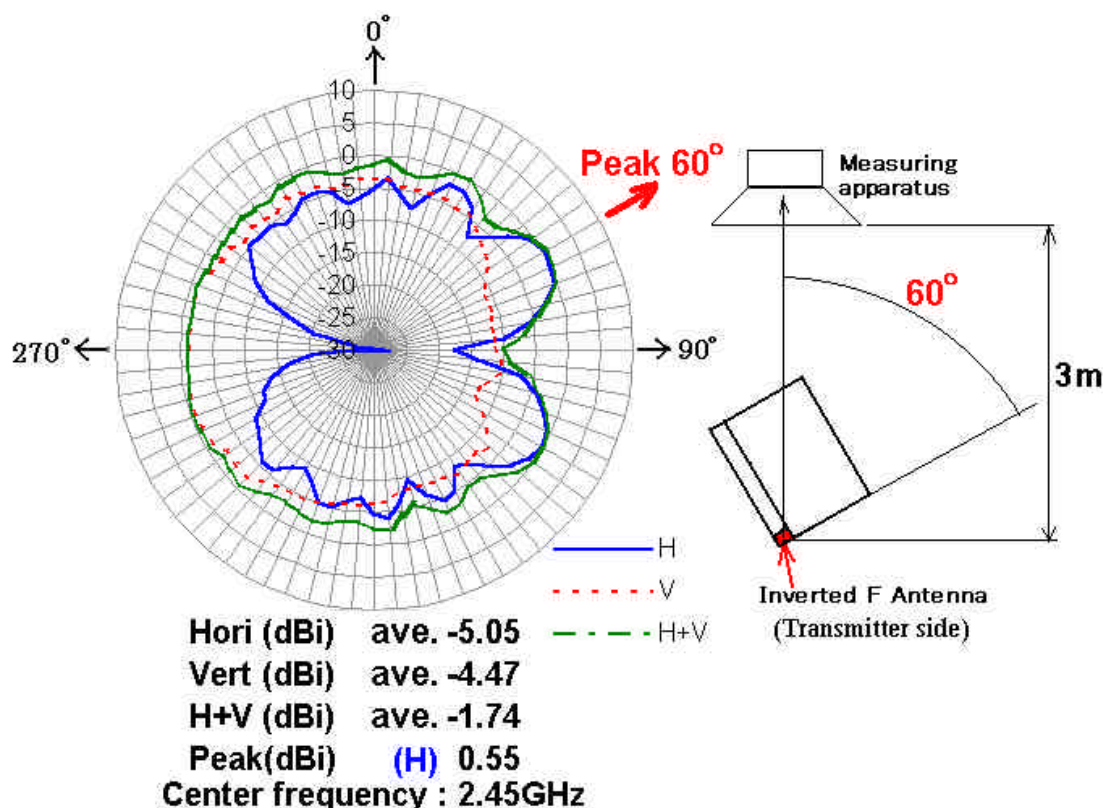 0°
10
5
0
-5
-10
-15
-20
-25
-30
270°
90°
Peak 60°
Measuring
apparatus
60°
3m
H
V
H+V
Inverted F Antenna
(Transmitter side)
Hori (dBi) ave. -5.05
Vert (dBi) ave. -4.47
H+V (dBi) ave. -1.74
Peak(dBi) (H) 0.55
Center frequency : 2.45GHz